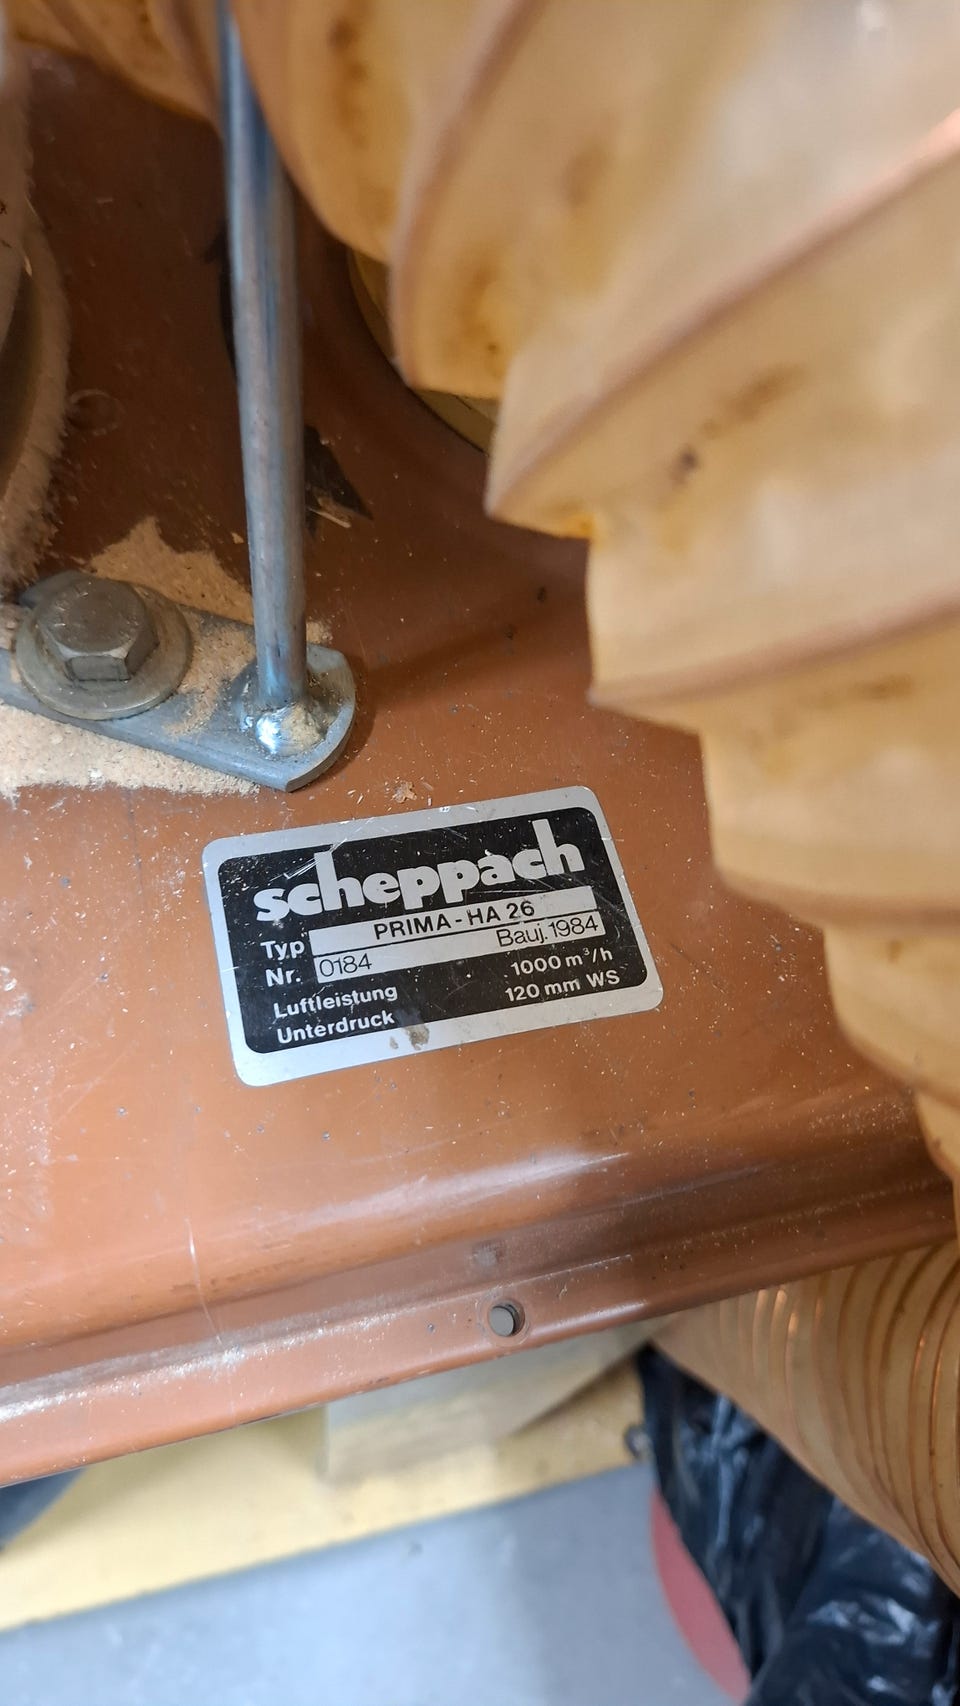 scheppach
Typ PRIMA-HA 26
Nr. 0184 Bauj. 1984
Luftleistung 1000 m³/h
Unterdruck 120 mm WS